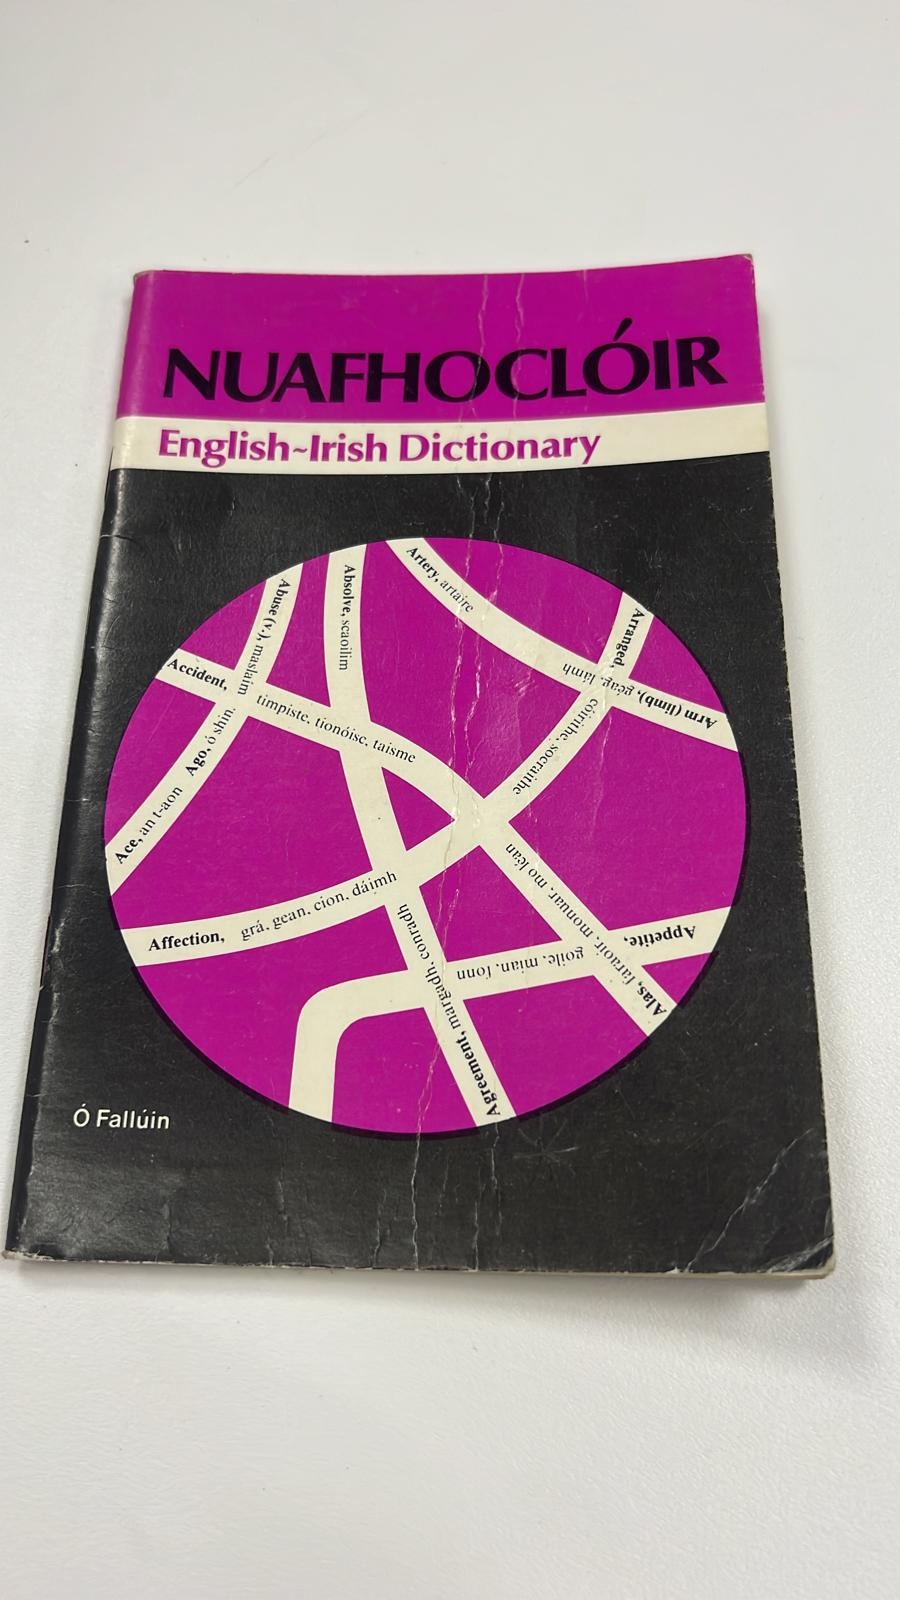 NUAFHOCLÓIR
English~Irish Dictionary
Artery, artaire
Absolve, scaoilim
Abuse (v.), maslaim
Arranged, cóirithe, socraithe
Arm (limb), géag, lámh
Accident, timpiste, tionóisc, taisme
Ago, ó shin.
Ace, an t-aon
Affection, grá, gean, cion, dáimh
Alas, faraoir, monuar, mo léan
Appetite, goile, mian, fonn
Agreement, margadh, conradh
Ó Fallúin